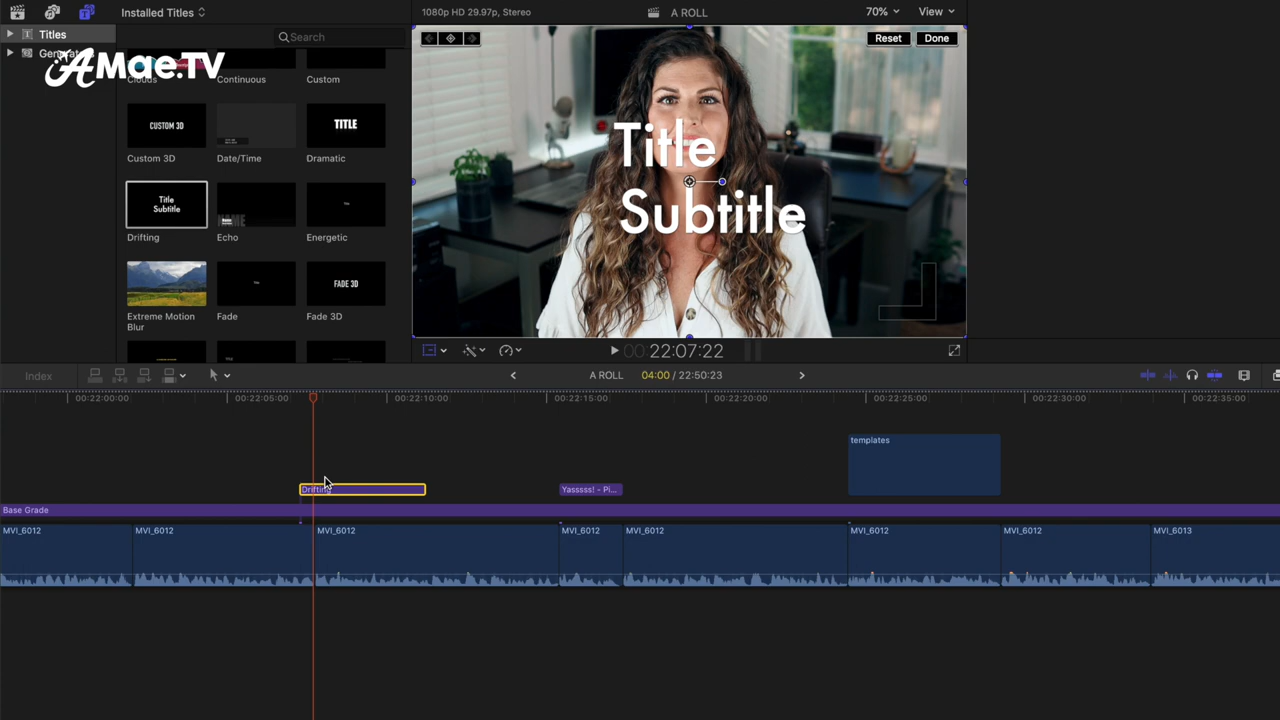 Installed Titles
1080p HD 29.97p, Stereo
A ROLL
70%
View
Titles
Search
AMae.TV
Clouds
Continuous
Custom
CUSTOM 3D
TITLE
Custom 3D
Date/Time
Dramatic
Title
Subtitle
Drifting
Echo
Energetic
FADE 3D
Extreme Motion
Blur
Fade
Fade 3D
Reset
Done
Title
Subtitle
00:22:07:22
Index
A ROLL
04:00 / 22:50:23
00:22:00:00
00:22:05:00
00:22:10:00
00:22:15:00
00:22:20:00
00:22:25:00
00:22:30:00
00:22:35:00
templates
Drifting
Yasssss! - Pi...
Base Grade
MVI_6012
MVI_6012
MVI_6012
MVI_6012
MVI_6012
MVI_6012
MVI_6012
MVI_6013